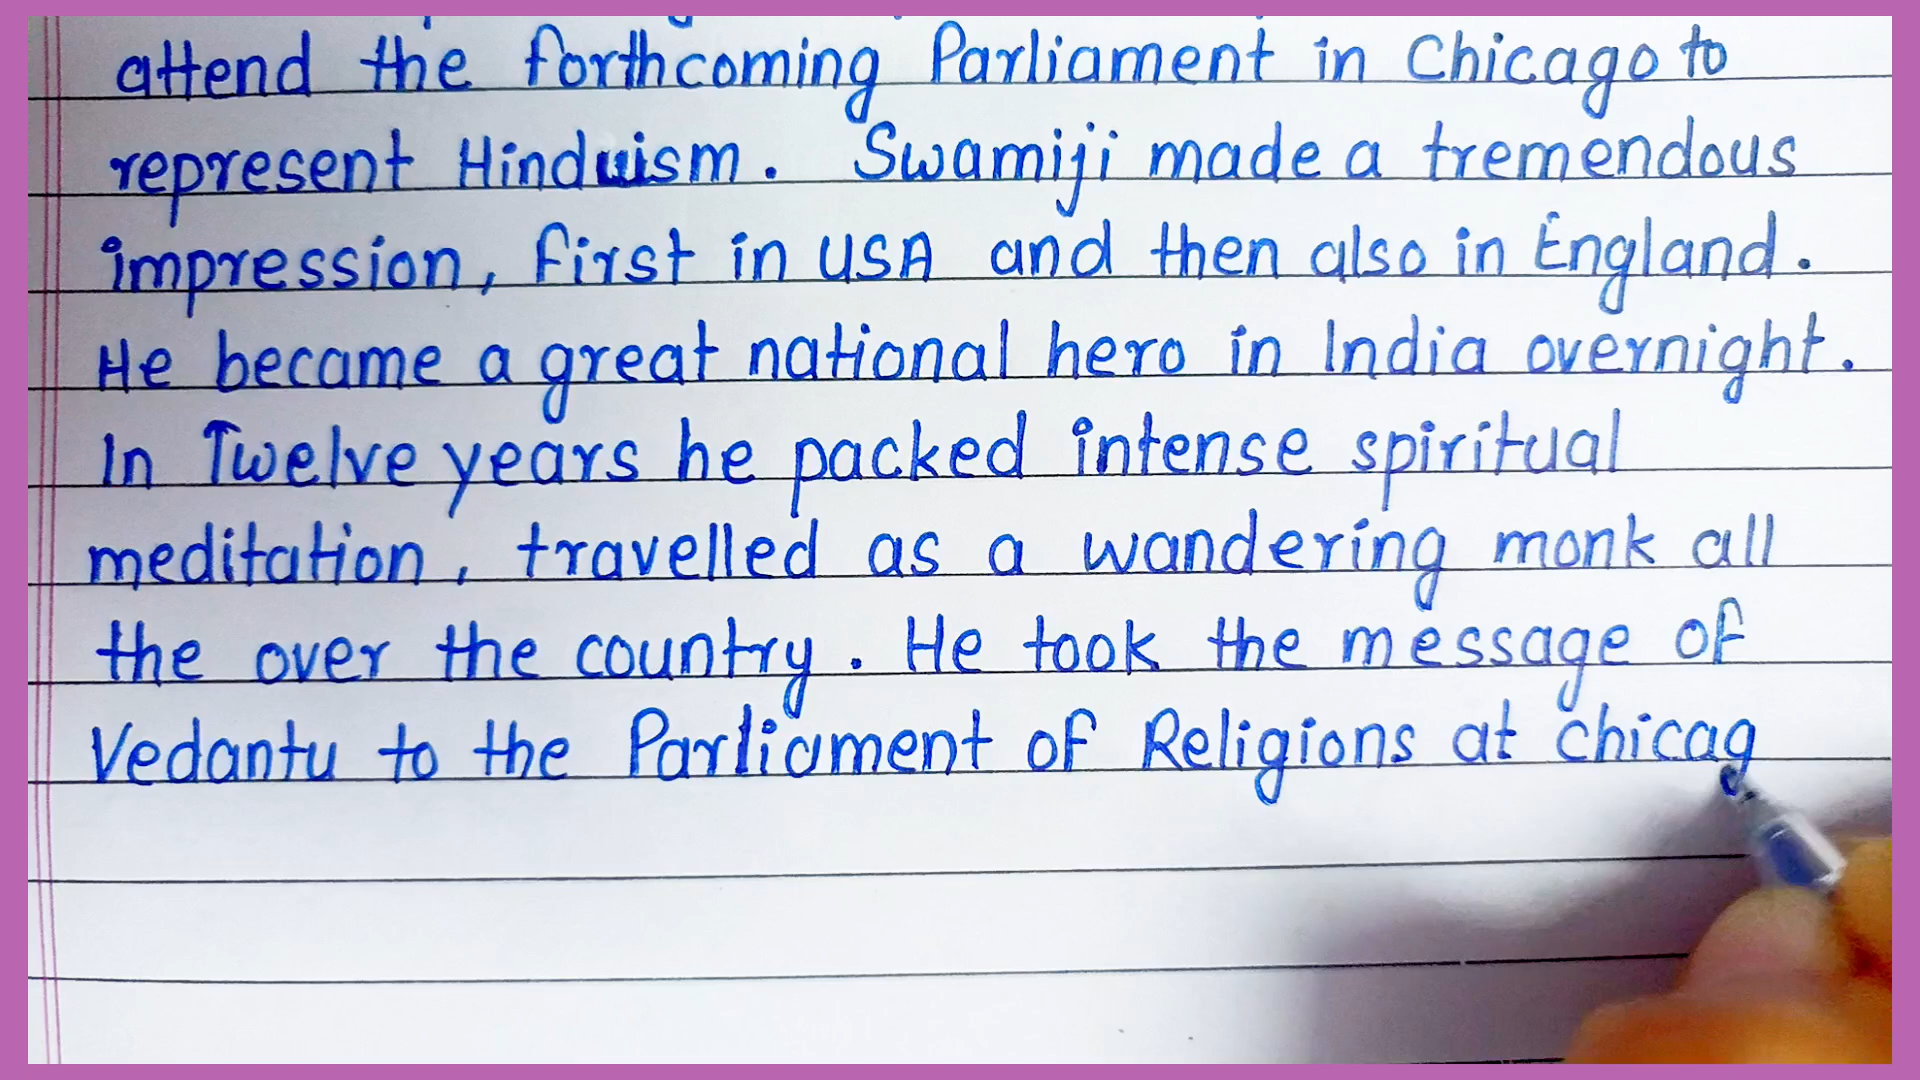 attend the forthcoming Parliament in Chicago to
represent Hinduism. Swamiji made a tremendous
impression, first in USA and then also in England.
He became a great national hero in India overnight.
In Twelve years he packed intense spiritual
meditation, travelled as a wandering monk all
the over the country. He took the message of
Vedantu to the Parliament of Religions at chicag